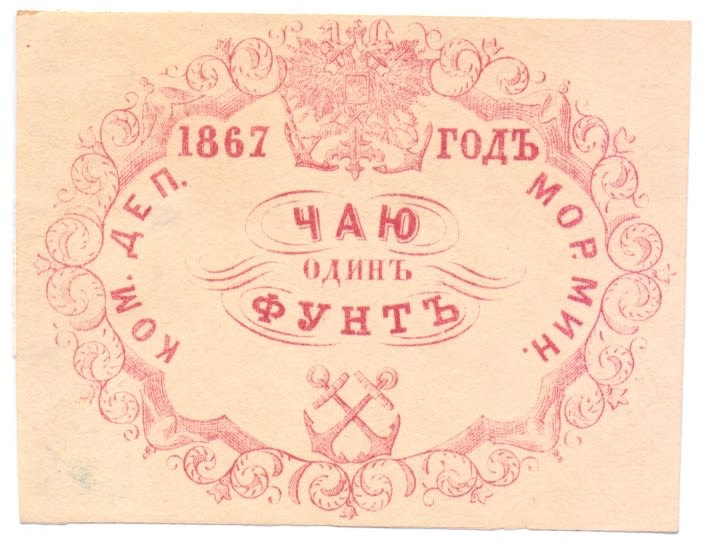 1867 ГОДЪ
КОМ. ДЕП. МОР. МИН.
ЧАЮ
ОДИНЪ
ФУНТЪ